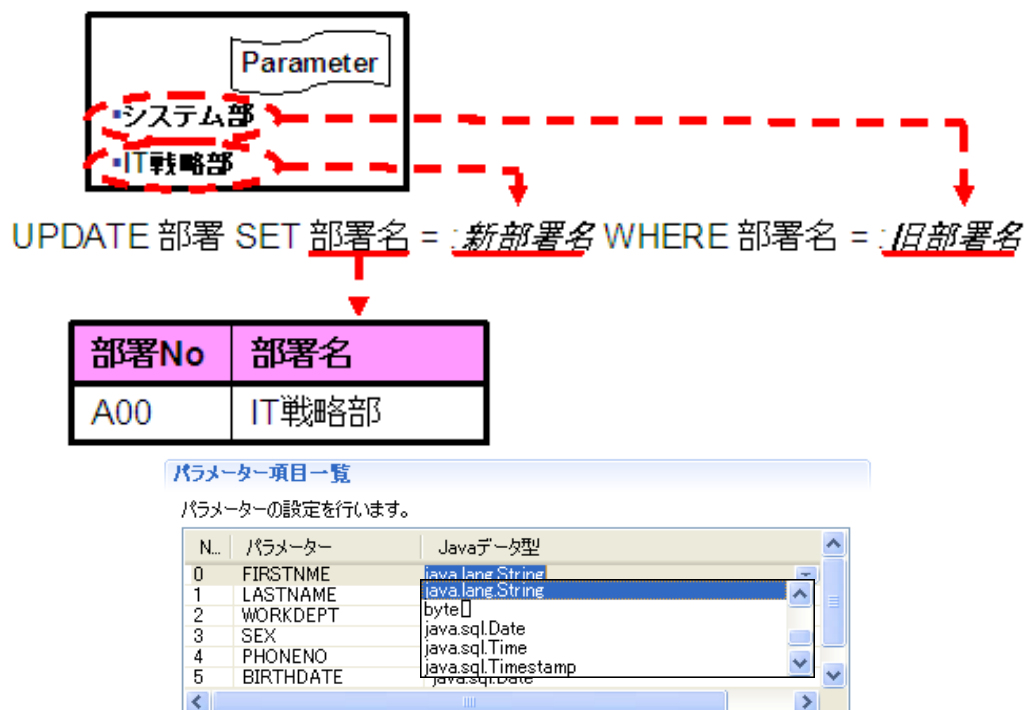 Parameter
・システム部
・IT戦略部
UPDATE 部署 SET 部署名 = :新部署名 WHERE 部署名 = :旧部署名
部署No 部署名
A00 IT戦略部
パラメーター項目一覧
パラメーターの設定を行います。
N... パラメーター Javaデータ型
0 FIRSTNME java.lang.String
1 LASTNAME java.lang.String
2 WORKDEPT byte[]
3 SEX java.sql.Date
4 PHONENO java.sql.Time
java.sql.Timestamp
5 BIRTHDATE java.sql.Date